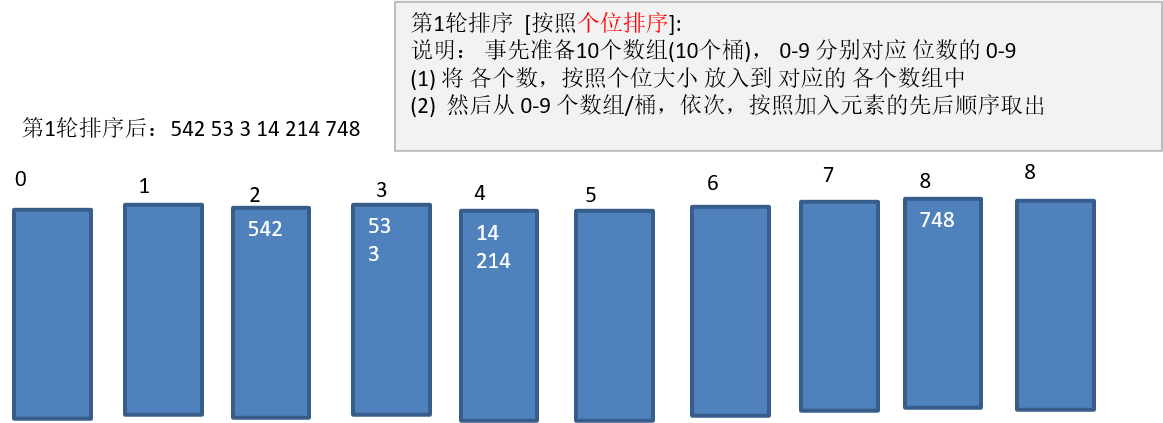 第1轮排序 [按照个位排序]:
说明： 事先准备10个数组(10个桶)， 0-9 分别对应 位数的 0-9
(1) 将 各个数，按照个位大小 放入到 对应的 各个数组中
(2) 然后从 0-9 个数组/桶，依次，按照加入元素的先后顺序取出
第1轮排序后：542 53 3 14 214 748
0 1 2 3 4 5 6 7 8 8
542 53 14 748
3 214